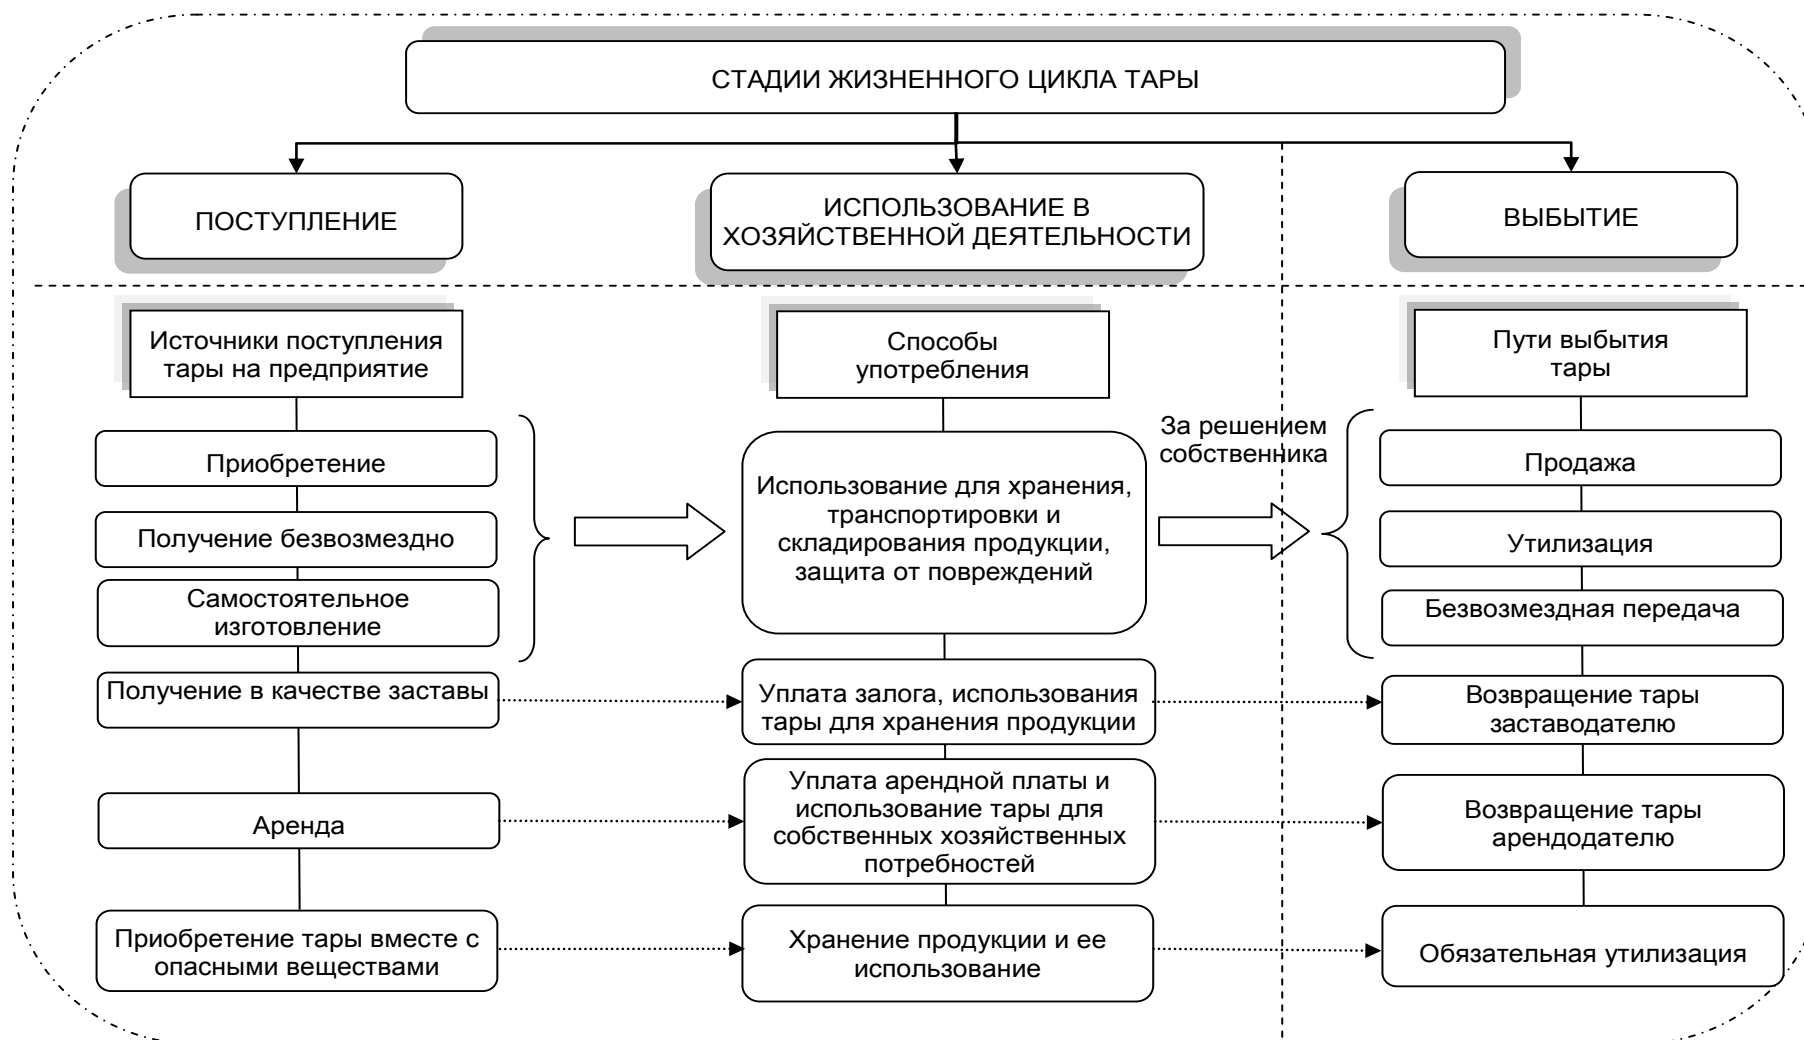 СТАДИИ ЖИЗНЕННОГО ЦИКЛА ТАРЫ
ПОСТУПЛЕНИЕ
ИСПОЛЬЗОВАНИЕ В
ХОЗЯЙСТВЕННОЙ ДЕЯТЕЛЬНОСТИ
ВЫБЫТИЕ
Источники поступления
тары на предприятие
Способы
употребления
Пути выбытия
тары
Приобретение
Получение безвозмездно
Самостоятельное
изготовление
Использование для хранения,
транспортировки и
складирования продукции,
защита от повреждений
За решением
собственника
Продажа
Утилизация
Безвозмездная передача
Получение в качестве заставы
Уплата залога, использования
тары для хранения продукции
Возвращение тары
заставодателю
Аренда
Уплата арендной платы и
использование тары для
собственных хозяйственных
потребностей
Возвращение тары
арендодателю
Приобретение тары вместе с
опасными веществами
Хранение продукции и ее
использование
Обязательная утилизация